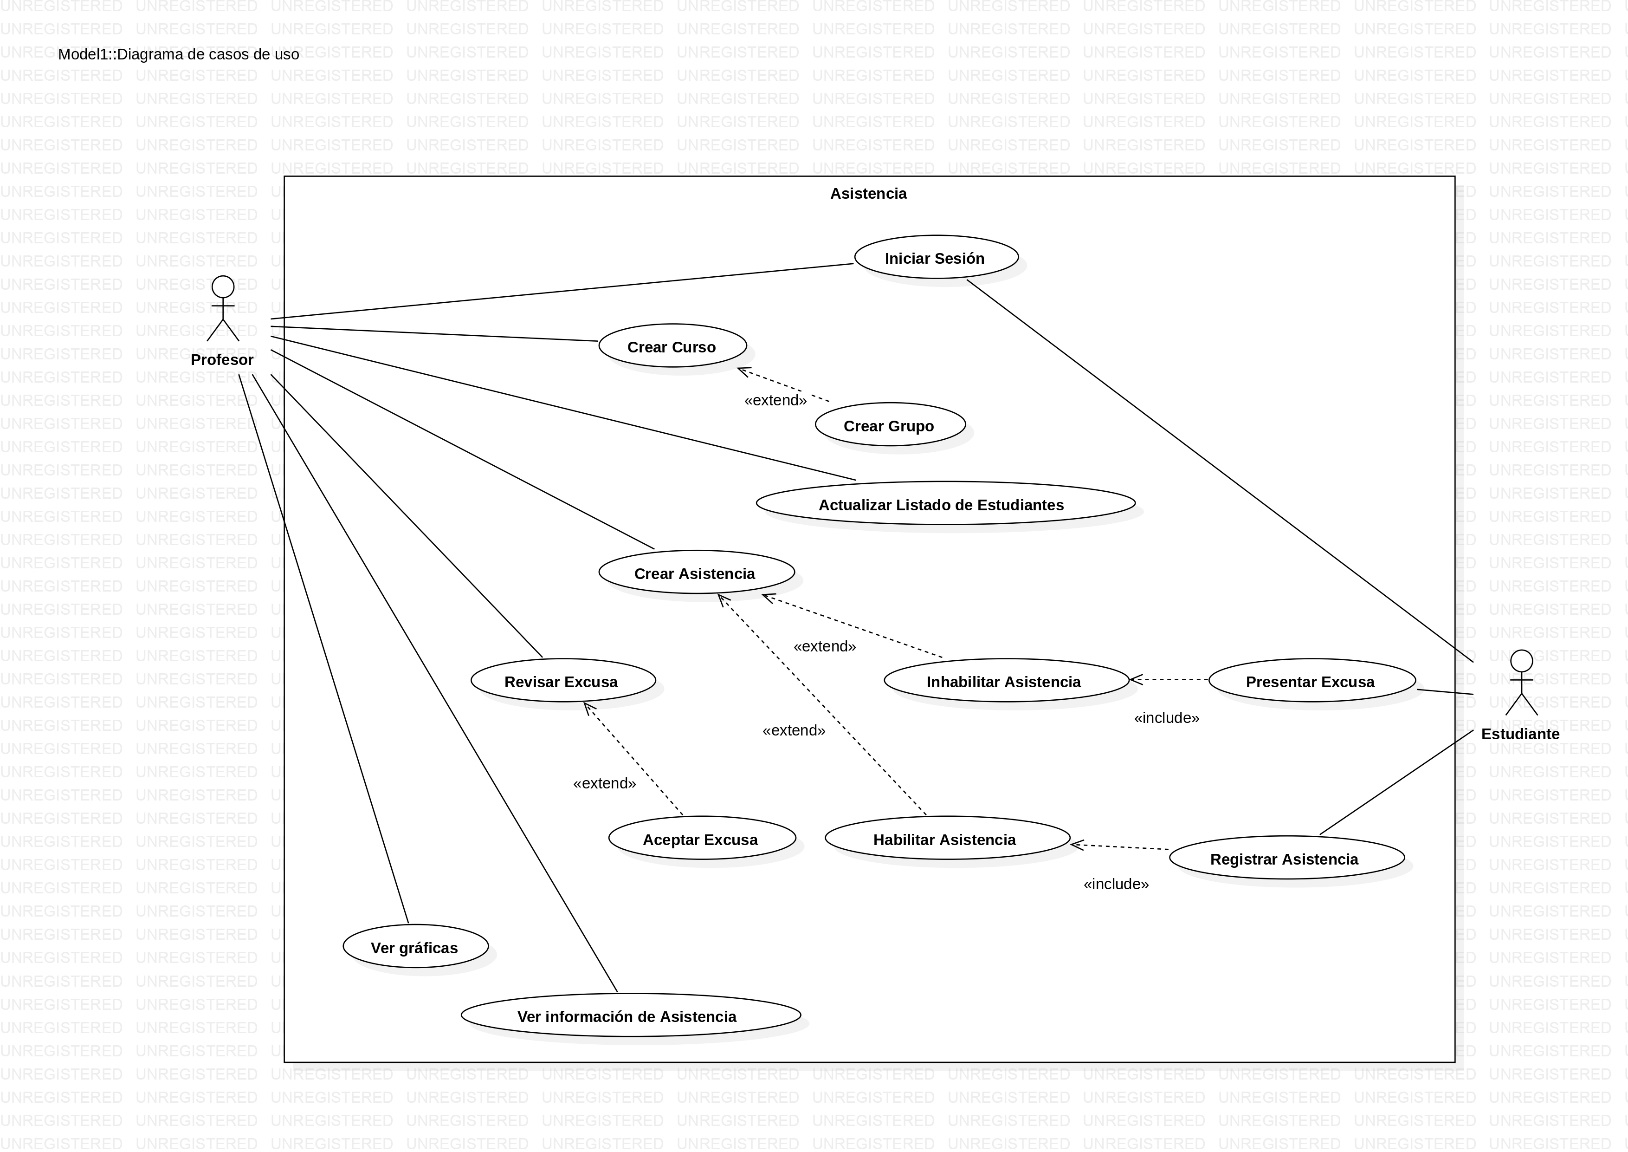 Model1::Diagrama de casos de uso
Asistencia
Iniciar Sesión
Profesor
Crear Curso
«extend»
Crear Grupo
Actualizar Listado de Estudiantes
Crear Asistencia
«extend»
Revisar Excusa
Inhabilitar Asistencia
Presentar Excusa
«include»
Estudiante
«extend»
«extend»
Aceptar Excusa
Habilitar Asistencia
Registrar Asistencia
«include»
Ver gráficas
Ver información de Asistencia
UNREGISTERED